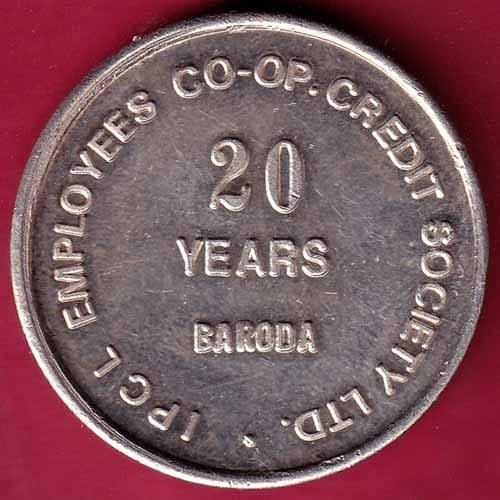 IPCL EMPLOYEES CO-OP. CREDIT SOCIETY LTD.
20
YEARS
BARODA